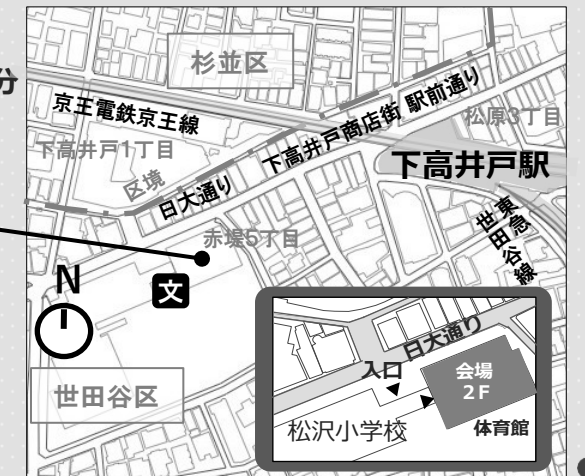 分
杉並区
京王電鉄京王線
下高井戸商店街 駅前通り
松原3丁目
下高井戸1丁目
下高井戸駅
区境
日大通り
東急
世田谷線
赤堤5丁目
N
文
世田谷区
日大通り
入口
会場
2F
松沢小学校
体育館